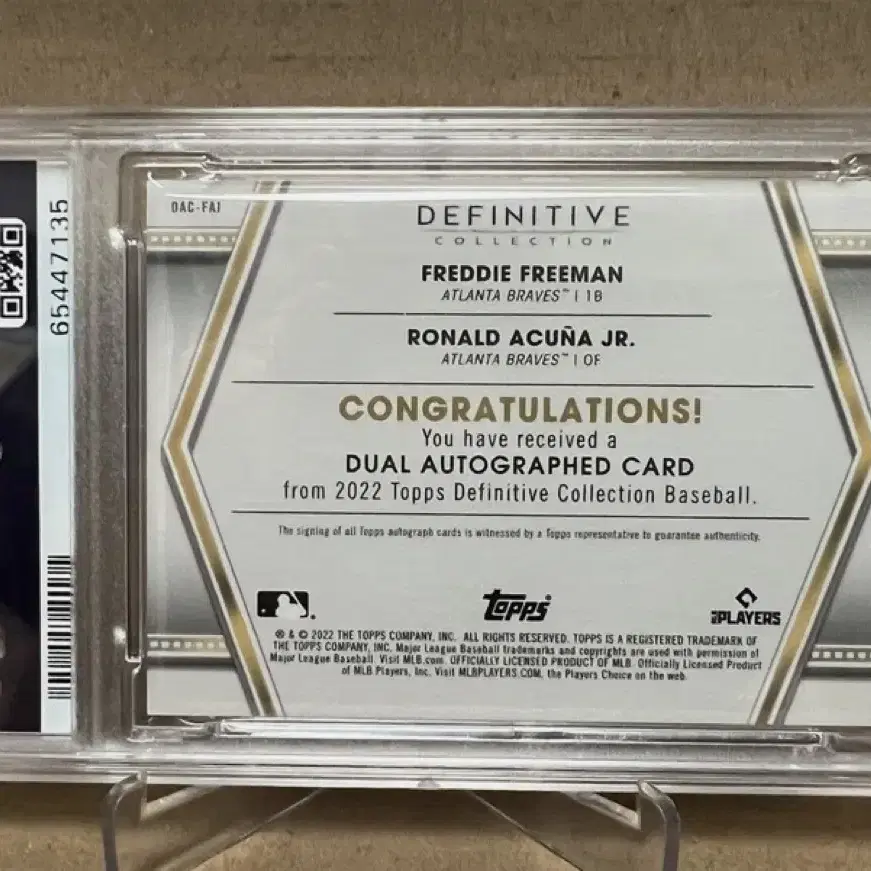 65447135
DAC-FAJ
DEFINITIVE
COLLECTION
FREDDIE FREEMAN
ATLANTA BRAVES™ | 1B
RONALD ACUÑA JR.
ATLANTA BRAVES™ | OF
CONGRATULATIONS!
You have received a
DUAL AUTOGRAPHED CARD
from 2022 Topps Definitive Collection Baseball.
The signing of all Topps autograph cards is witnessed by a Topps representative to guarantee authenticity.
Topps
PLAYERS
® & © 2022 THE TOPPS COMPANY, INC. ALL RIGHTS RESERVED. TOPPS IS A REGISTERED TRADEMARK OF
THE TOPPS COMPANY, INC. Major League Baseball trademarks and copyrights are used with permission of
Major League Baseball. Visit MLB.com. OFFICIALLY LICENSED PRODUCT OF MLB. Officially Licensed Product
of MLB Players, Inc. Visit MLBPLAYERS.COM, the Players Choice on the web.